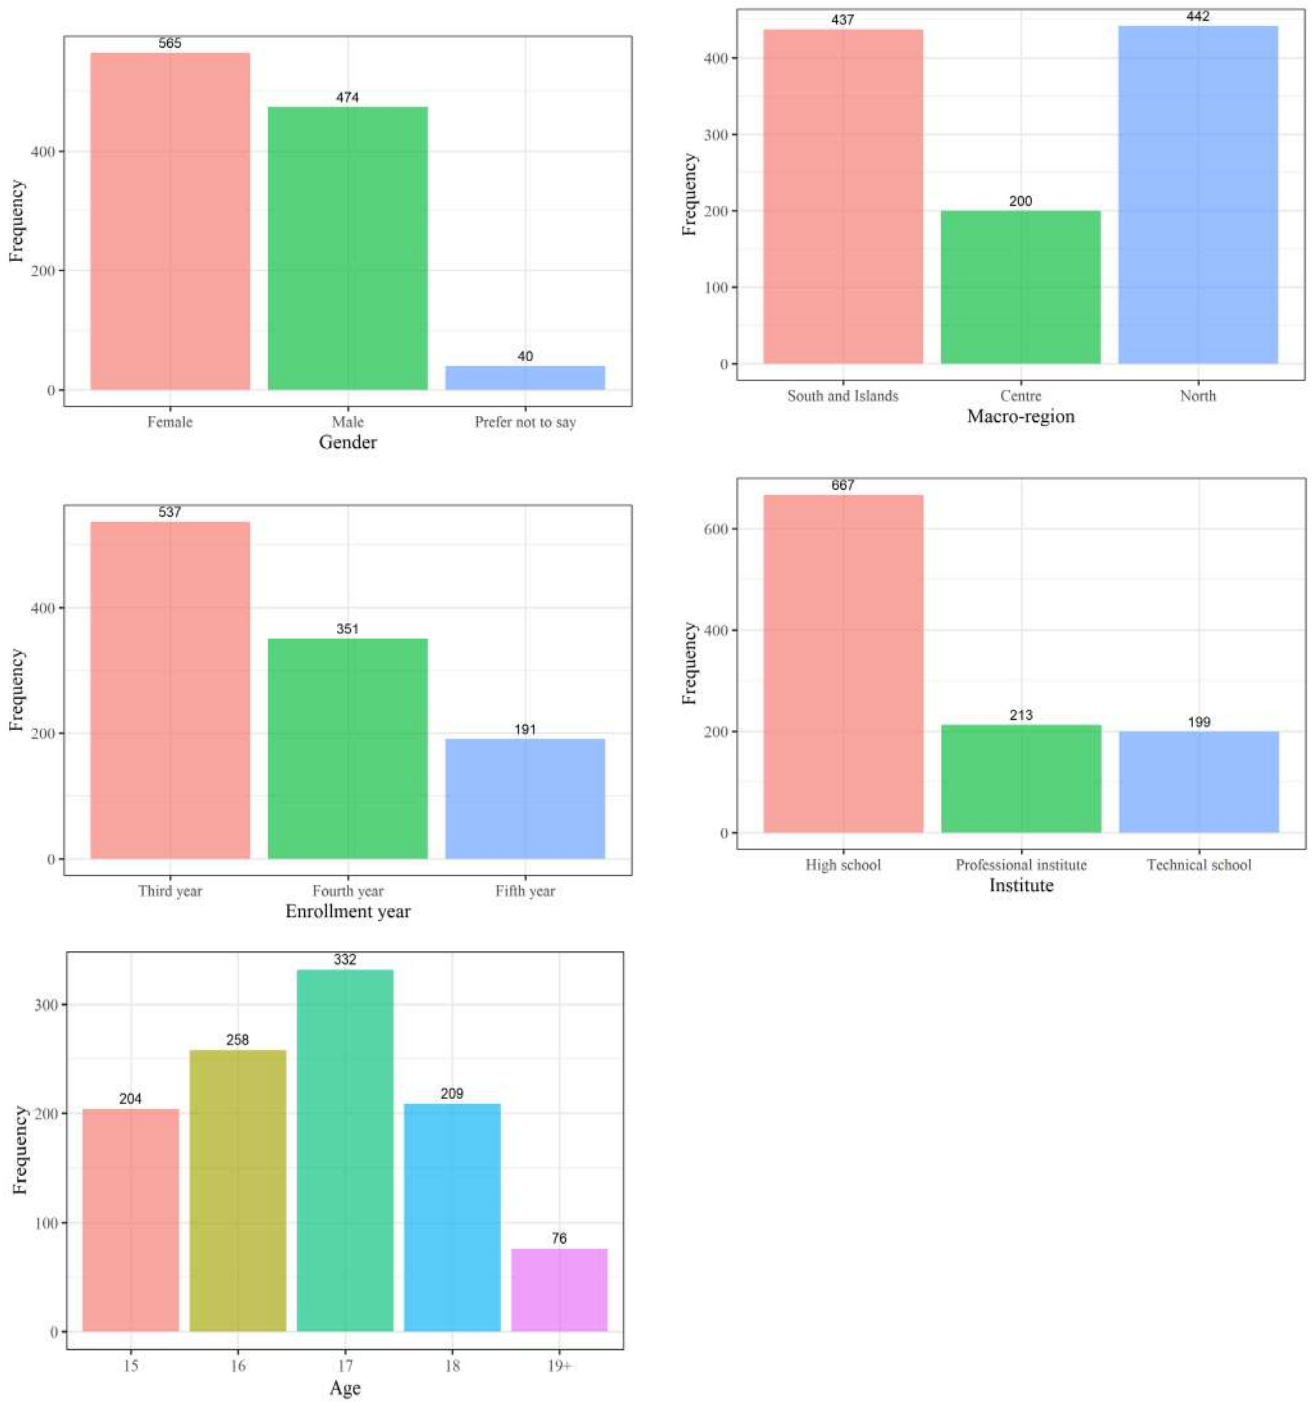 565
474
40
400
200
0
Frequency
Female Male Prefer not to say
Gender
437
200
442
400
300
200
100
0
Frequency
South and Islands Centre North
Macro-region
537
351
191
400
200
0
Frequency
Third year Fourth year Fifth year
Enrollment year
667
213
199
600
400
200
0
Frequency
High school Professional institute Technical school
Institute
332
258
204
209
76
300
200
100
0
Frequency
15 16 17 18 19+
Age